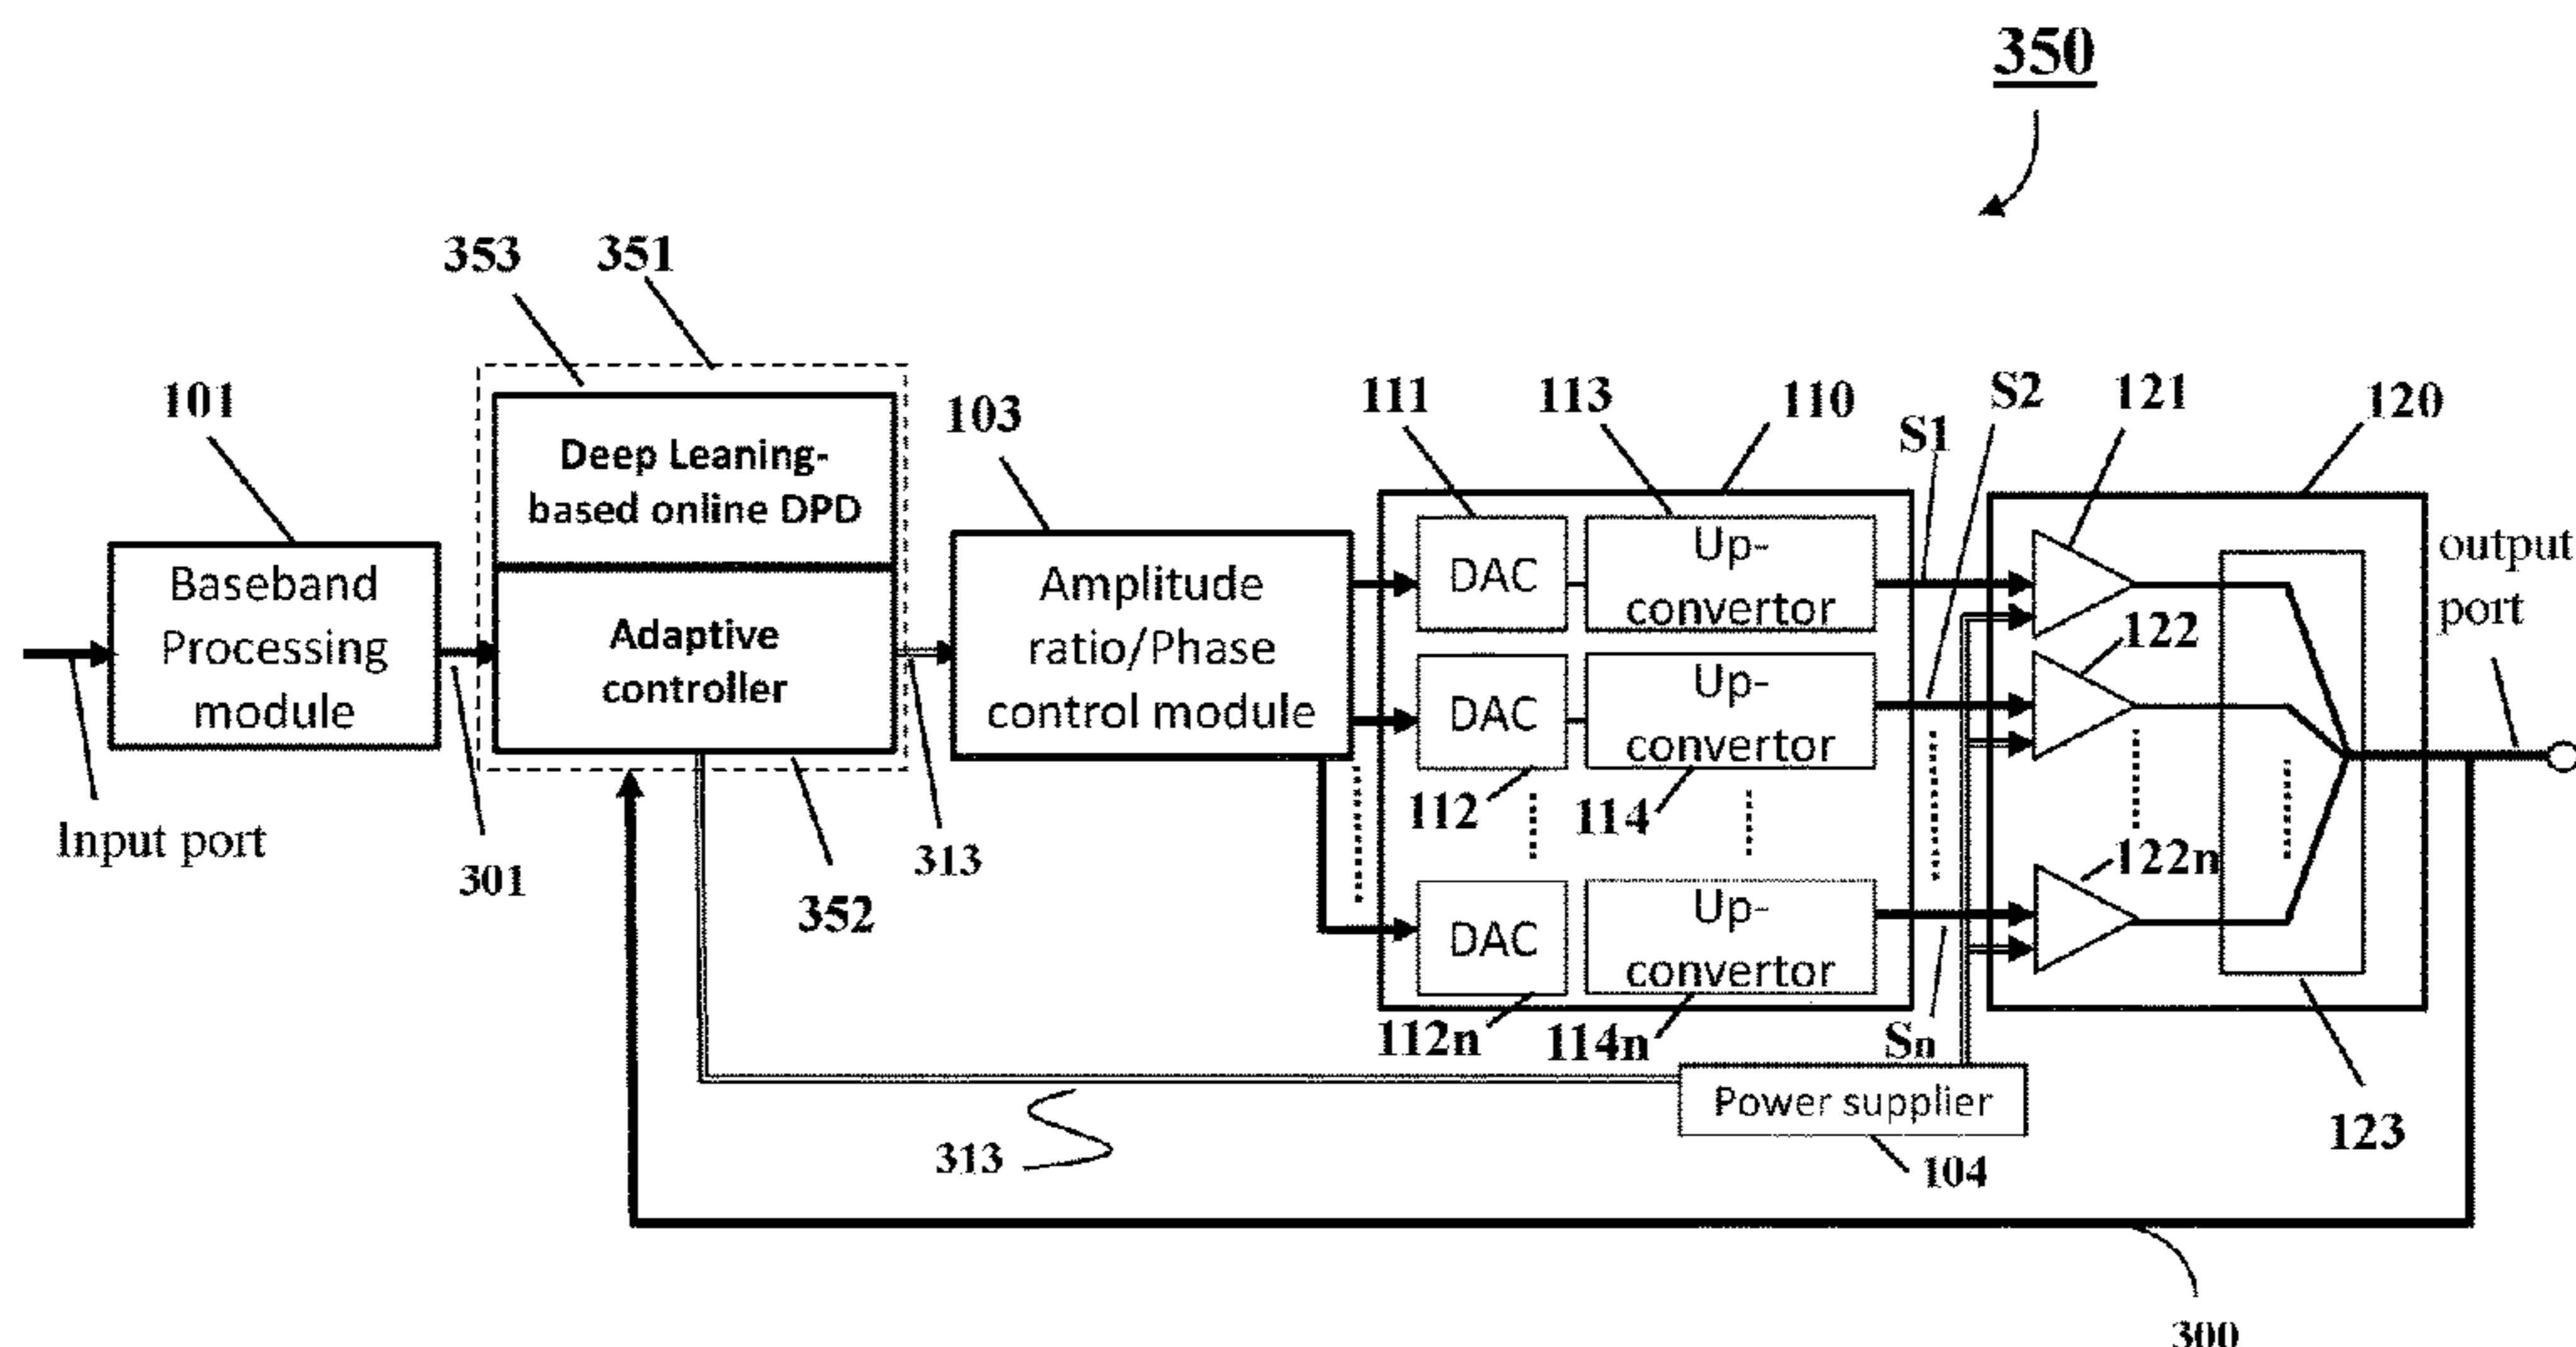 350
353
351
101
103
111
113
110
S1
S2
121
120
Deep Leaning-
based online DPD
Adaptive
controller
Baseband
Processing
module
Amplitude
ratio/Phase
control module
DAC
Up-
convertor
DAC
Up-
convertor
DAC
Up-
convertor
122
122n
output
port
Input port
301
313
352
112
114
112n
114n
Sn
Power supplier
123
313
104
300